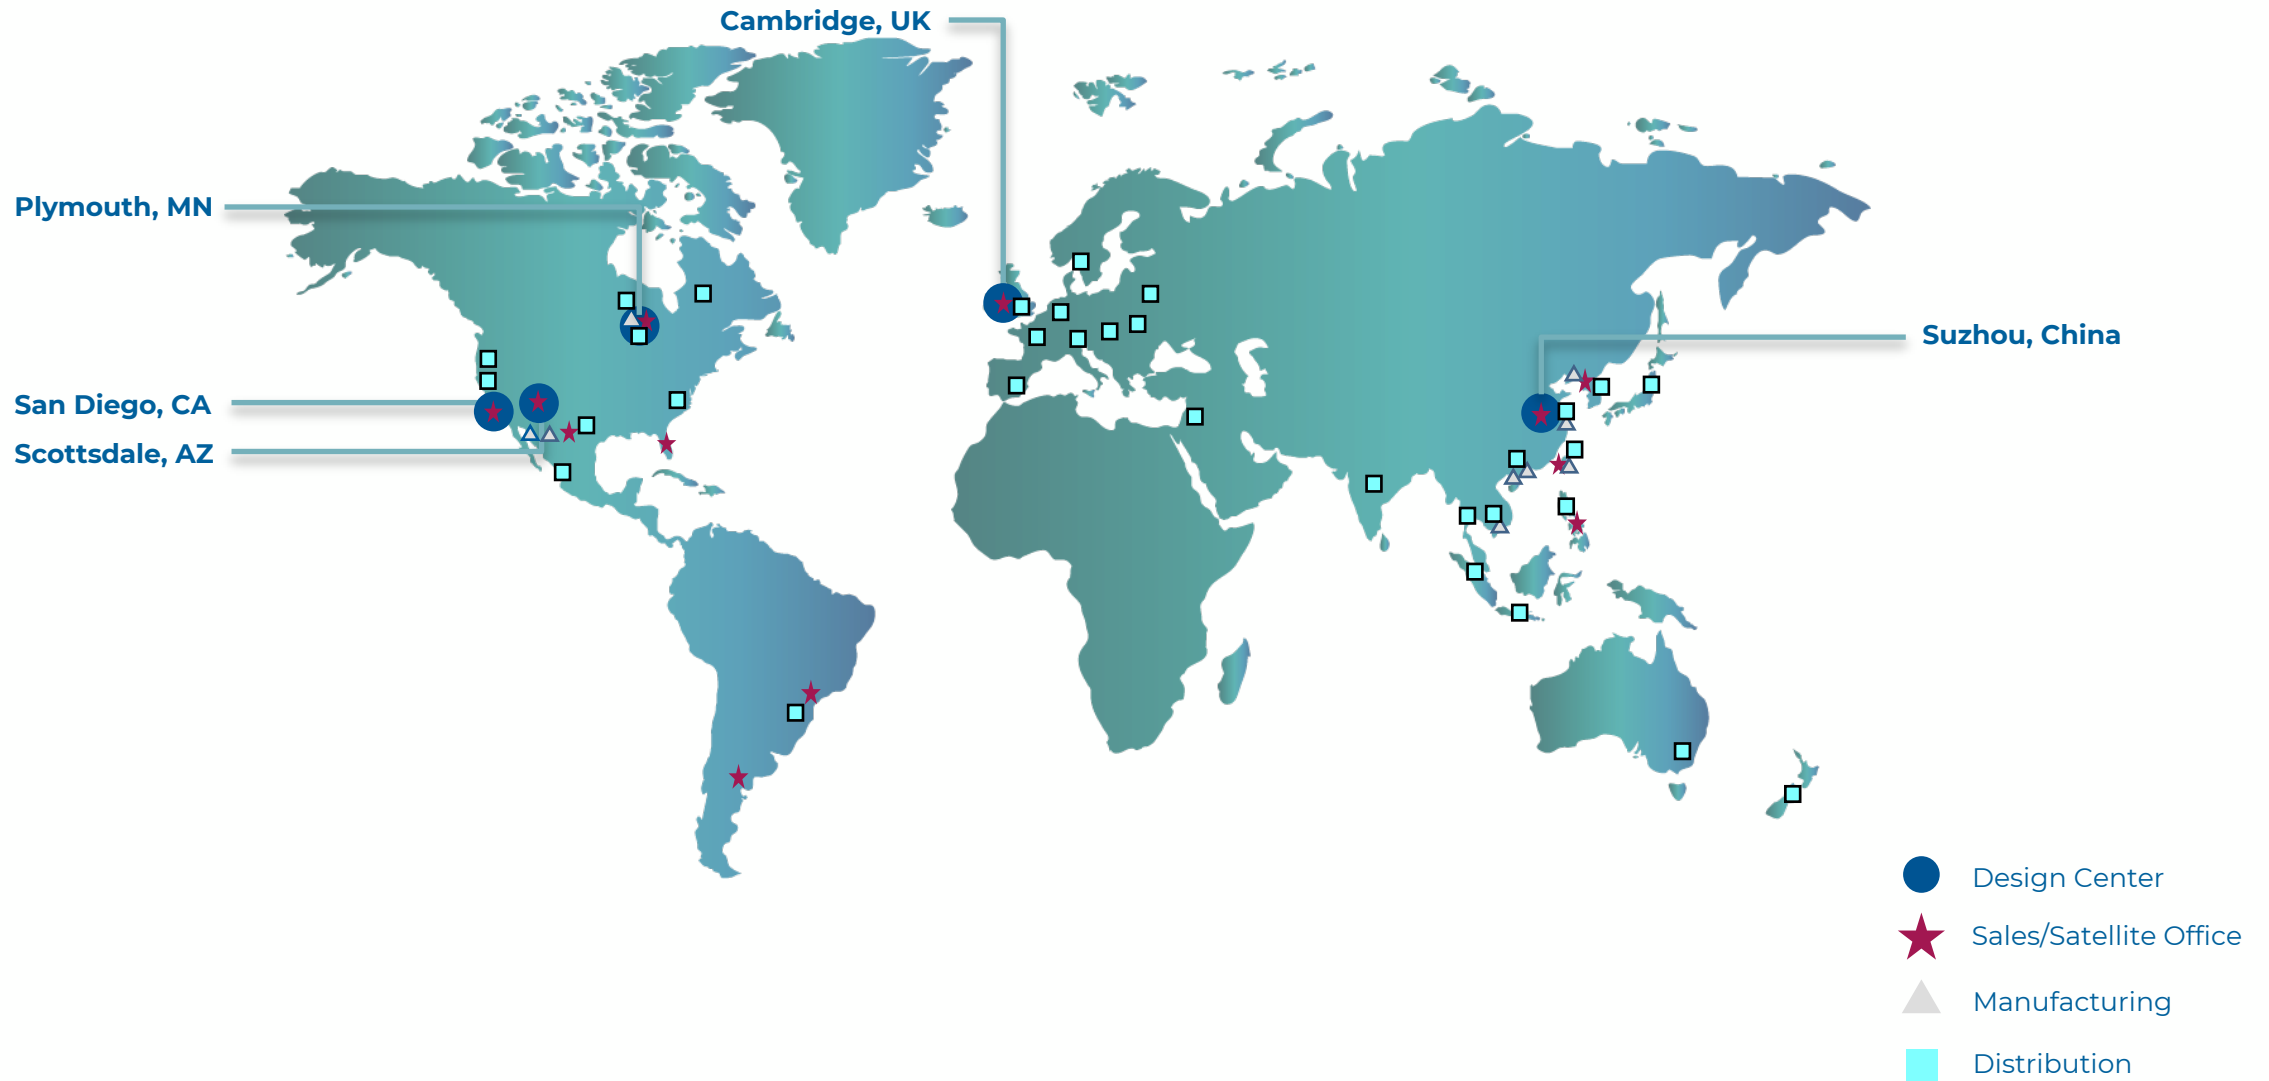 Cambridge, UK
Plymouth, MN
Suzhou, China
San Diego, CA
Scottsdale, AZ
Design Center
Sales/Satellite Office
Manufacturing
Distribution